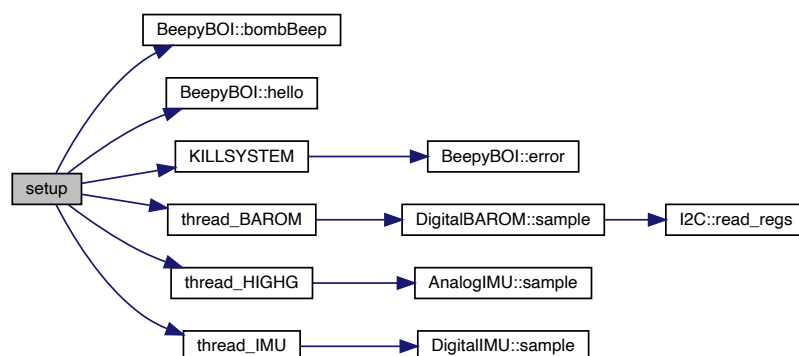 BeepyBOI::bombBeep
BeepyBOI::hello
KILLSYSTEM
BeepyBOI::error
setup
thread_BAROM
DigitalBAROM::sample
I2C::read_regs
thread_HIGHG
AnalogIMU::sample
thread_IMU
DigitalIMU::sample